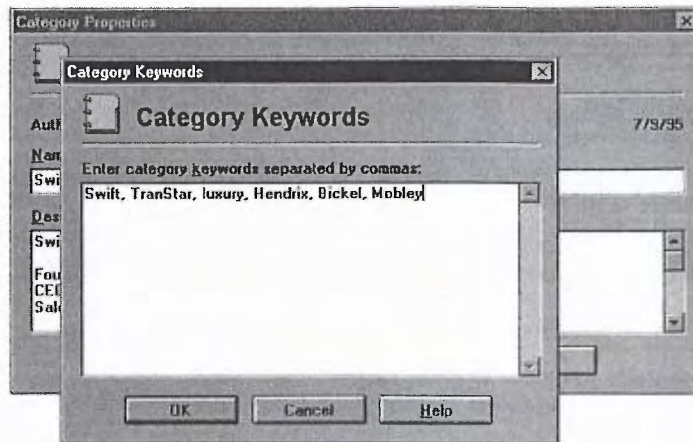 Category Properties
Category Keywords
Category Keywords
7/9/95
Enter category keywords separated by commas:
Swift, TranStar, luxury, Hendrix, Bickel, Mobley
OK
Cancel
Help